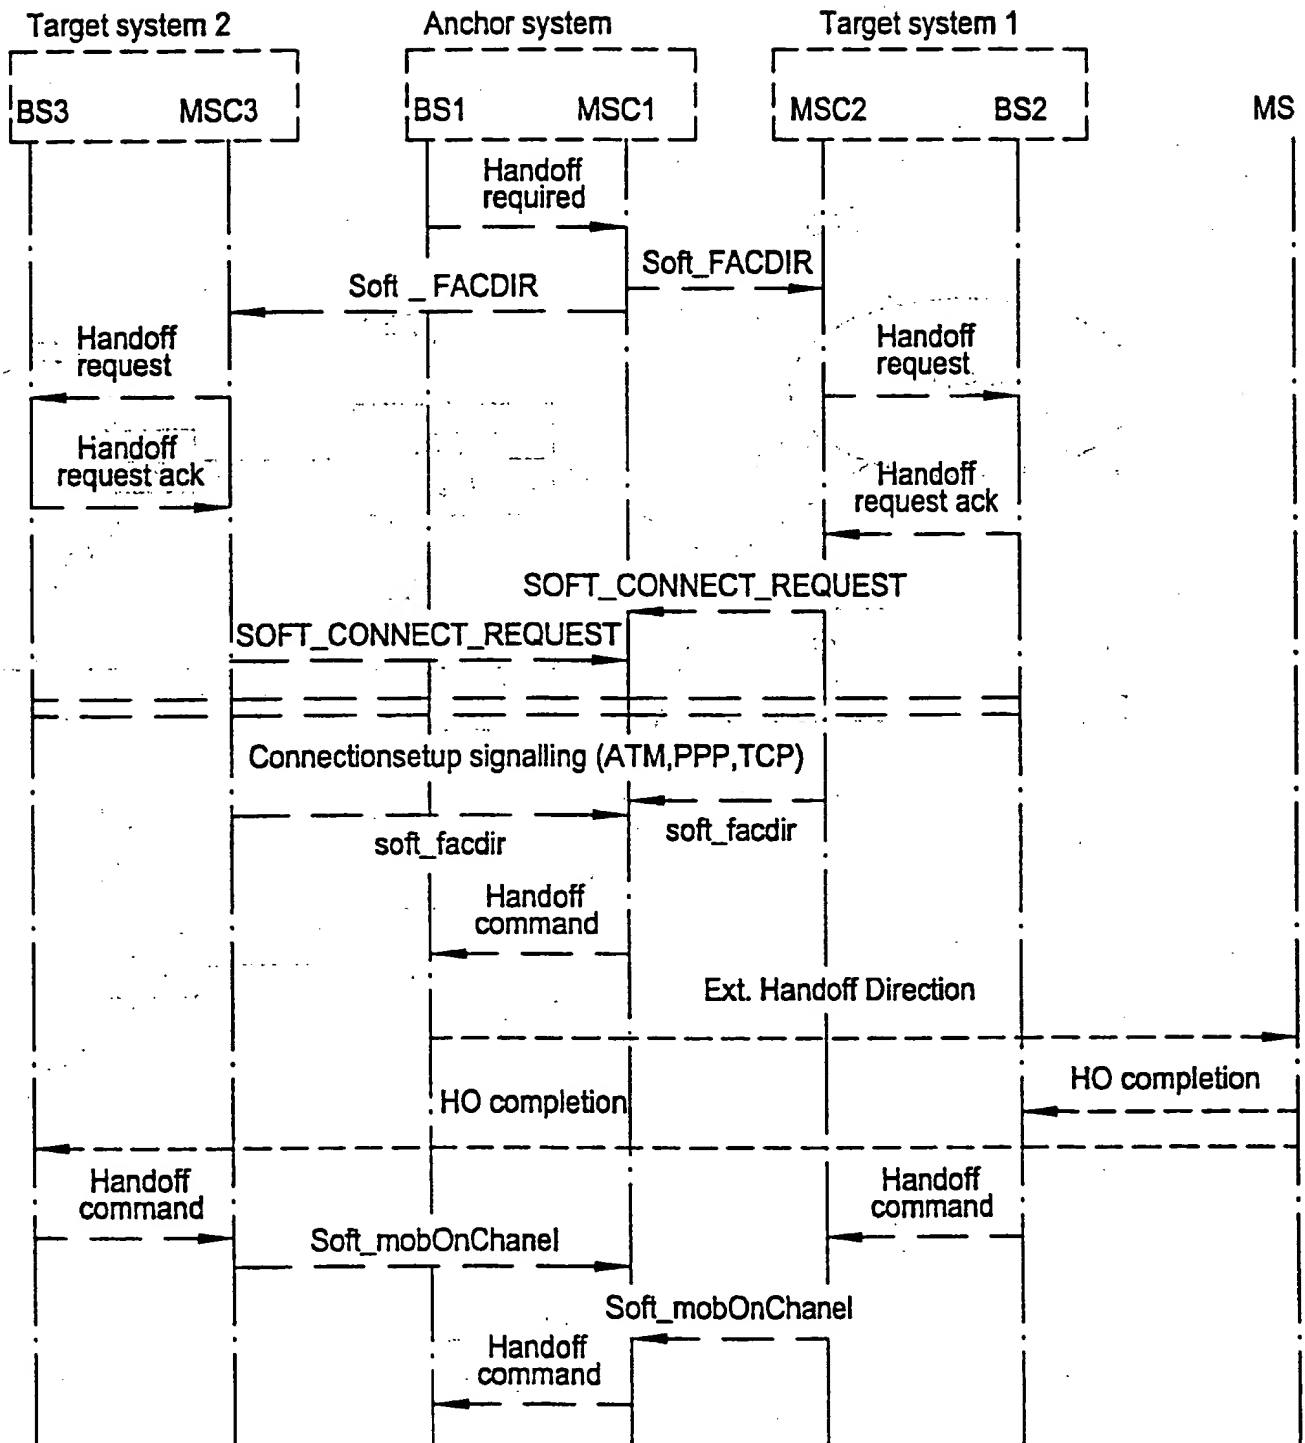 Target system 2
Anchor system
Target system 1
BS3
MSC3
BS1
MSC1
MSC2
BS2
MS
Handoff
required
Soft_FACDIR
Soft _ FACDIR
Handoff
request
Handoff
request
Handoff
request ack
Handoff
request ack
SOFT_CONNECT_REQUEST
SOFT_CONNECT_REQUEST
Connectionsetup signalling (ATM,PPP,TCP)
soft_facdir
soft_facdir
Handoff
command
Ext. Handoff Direction
HO completion
HO completion
Handoff
command
Handoff
command
Soft_mobOnChanel
Soft_mobOnChanel
Handoff
command